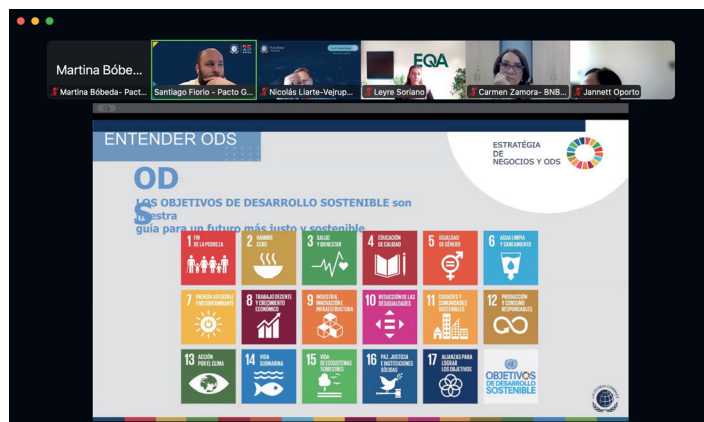 Martina Bóbe...
Martina Bóbeda- Pact...
Santiago Fiorio - Pacto G...
Nicolás Liarte-Vejrup...
EQA
Leyre Soriano
Carmen Zamora- BNB...
Jannett Oporto
ENTENDER ODS
ESTRATÉGIA
DE
NEGOCIOS Y ODS
OD
S
LOS OBJETIVOS DE DESARROLLO SOSTENIBLE son
nuestra
guía para un futuro más justo y sostenible
1 FIN
DE LA POBREZA
2 HAMBRE
CERO
3 SALUD
Y BIENESTAR
4 EDUCACIÓN
DE CALIDAD
5 IGUALDAD
DE GÉNERO
6 AGUA LIMPIA
Y SANEAMIENTO
7 ENERGÍA ASEQUIBLE
Y NO CONTAMINANTE
8 TRABAJO DECENTE
Y CRECIMIENTO
ECONÓMICO
9 INDUSTRIA,
INNOVACIÓN E
INFRAESTRUCTURA
10 REDUCCIÓN DE LAS
DESIGUALDADES
11 CIUDADES Y
COMUNIDADES
SOSTENIBLES
12 PRODUCCIÓN
Y CONSUMO
RESPONSABLES
13 ACCIÓN
POR EL CLIMA
14 VIDA
SUBMARINA
15 VIDA
DE ECOSISTEMAS
TERRESTRES
16 PAZ, JUSTICIA
E INSTITUCIONES
SÓLIDAS
17 ALIANZAS PARA
LOGRAR
LOS OBJETIVOS
OBJETIVOS
DE DESARROLLO
SOSTENIBLE